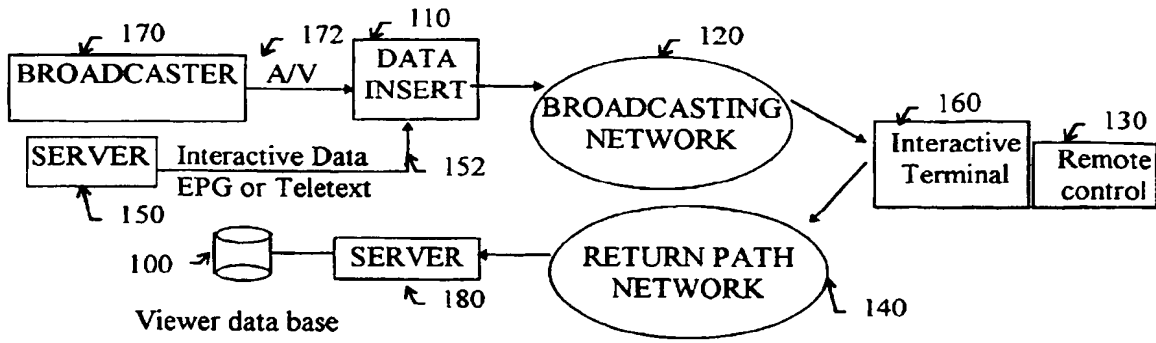 170
172
110
120
BROADCASTER
A/V
DATA
INSERT
BROADCASTING
NETWORK
160
130
SERVER
Interactive Data
EPG or Teletext
152
Interactive
Terminal
Remote
control
150
100
SERVER
RETURN PATH
NETWORK
180
140
Viewer data base